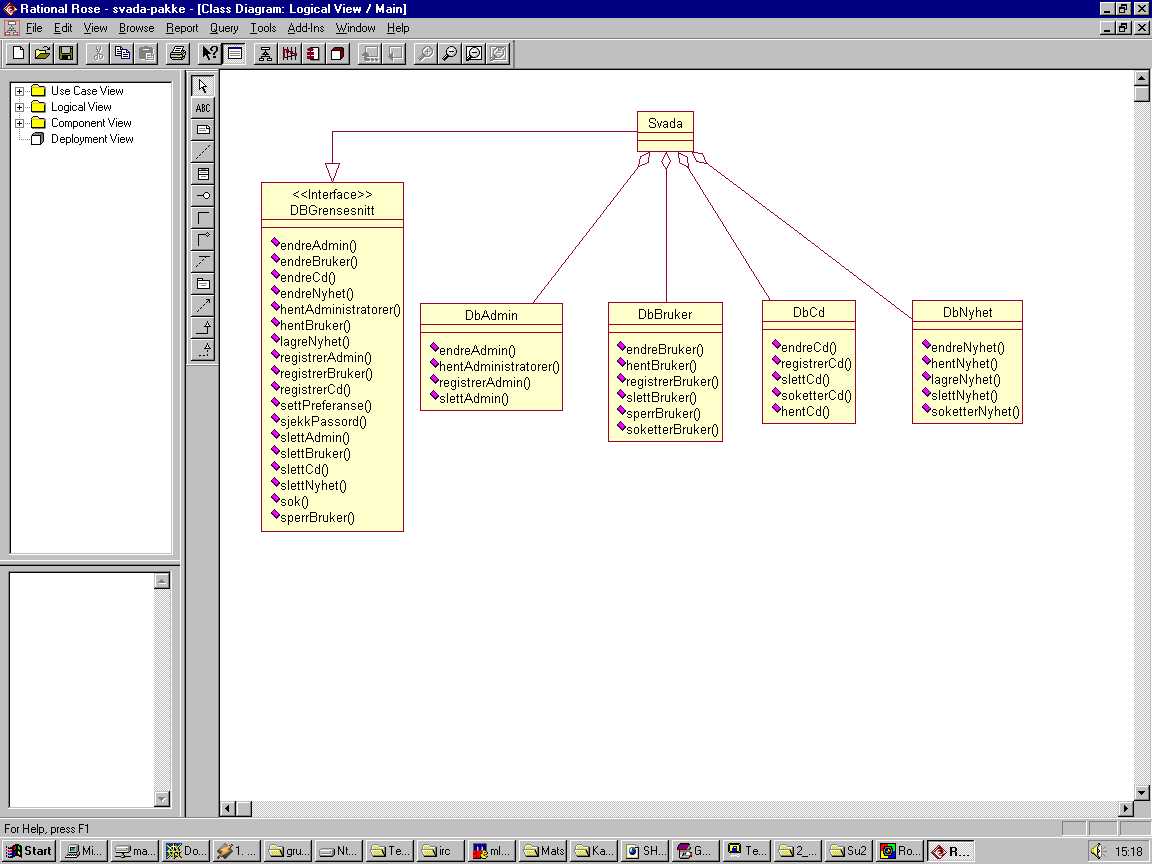 Rational Rose - svada-pakke - [Class Diagram: Logical View / Main]
File Edit View Browse Report Query Tools Add-Ins Window Help
ABC
Use Case View
Logical View
Component View
Deployment View
Svada
<<Interface>>
DBGrensesnitt
endreAdmin()
endreBruker()
endreCd()
endreNyhet()
hentAdministratorer()
hentBruker()
lagreNyhet()
registrerAdmin()
registrerBruker()
registrerCd()
settPreferanse()
sjekkPassord()
slettAdmin()
slettBruker()
slettCd()
slettNyhet()
sok()
sperrBruker()
DbAdmin
endreAdmin()
hentAdministratorer()
registrerAdmin()
slettAdmin()
DbBruker
endreBruker()
hentBruker()
registrerBruker()
slettBruker()
sperrBruker()
soketterBruker()
DbCd
endreCd()
registrerCd()
slettCd()
soketterCd()
hentCd()
DbNyhet
endreNyhet()
hentNyhet()
lagreNyhet()
slettNyhet()
soketterNyhet()
For Help, press F1
Start Mi... ma... Do... 1. ... gru... Nt... Te... irc ml... Mats Ka... SH... G... Te... 2_... Su2 Ro... R... 15:18